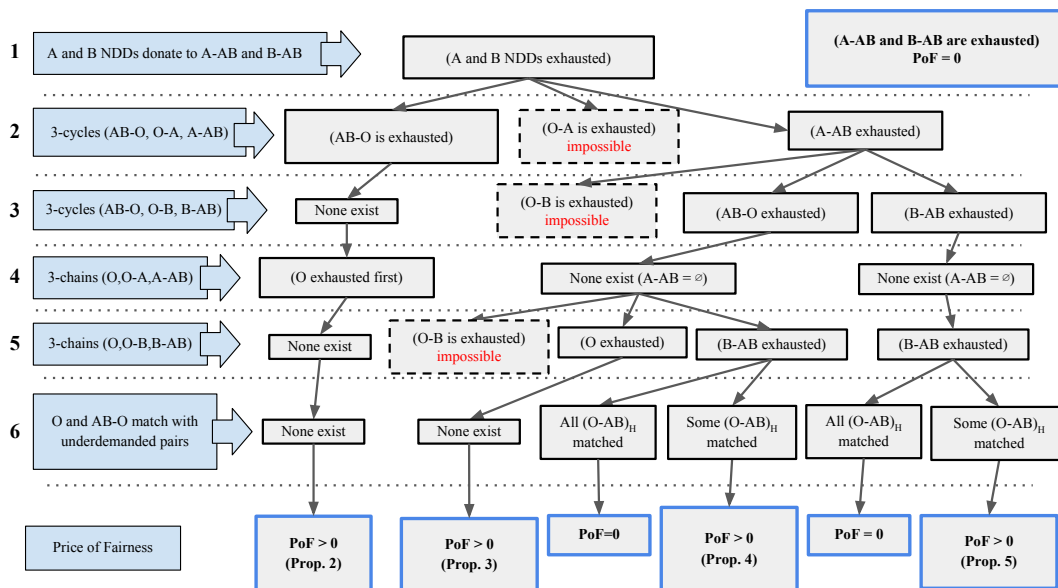 1
A and B NDDs donate to A-AB and B-AB
(A and B NDDs exhausted)
(A-AB and B-AB are exhausted)
PoF = 0
2
3-cycles (AB-O, O-A, A-AB)
(AB-O is exhausted)
(O-A is exhausted)
impossible
(A-AB exhausted)
3
3-cycles (AB-O, O-B, B-AB)
None exist
(O-B is exhausted)
impossible
(AB-O exhausted)
(B-AB exhausted)
4
3-chains (O,O-A,A-AB)
(O exhausted first)
None exist (A-AB = ∅)
None exist (A-AB = ∅)
5
3-chains (O,O-B,B-AB)
None exist
(O-B is exhausted)
impossible
(O exhausted)
(B-AB exhausted)
(B-AB exhausted)
6
O and AB-O match with
underdemanded pairs
None exist
None exist
All (O-AB)H
matched
Some (O-AB)H
matched
All (O-AB)H
matched
Some (O-AB)H
matched
Price of Fairness
PoF > 0
(Prop. 2)
PoF > 0
(Prop. 3)
PoF=0
PoF > 0
(Prop. 4)
PoF = 0
PoF > 0
(Prop. 5)